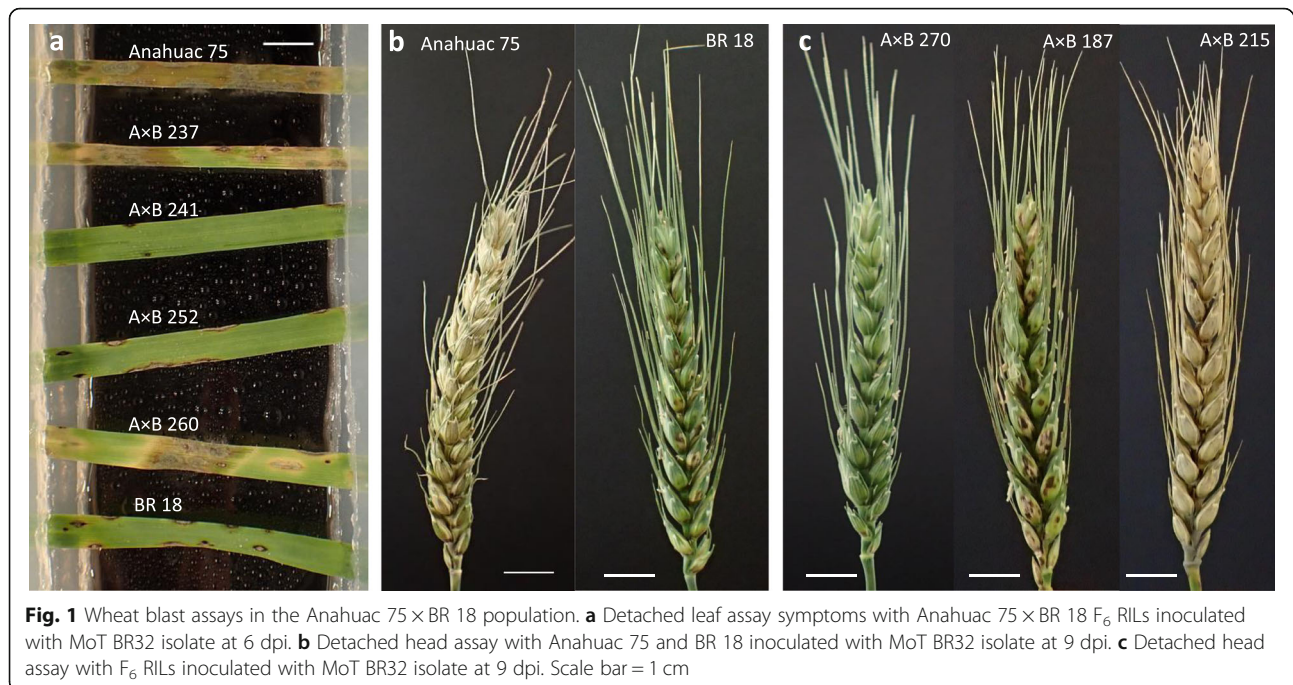 a
Anahuac 75
A×B 237
A×B 241
A×B 252
A×B 260
BR 18
b
Anahuac 75
BR 18
c
A×B 270
A×B 187
A×B 215
Fig. 1 Wheat blast assays in the Anahuac 75 × BR 18 population. a Detached leaf assay symptoms with Anahuac 75 × BR 18 F₆ RILs inoculated
with MoT BR32 isolate at 6 dpi. b Detached head assay with Anahuac 75 and BR 18 inoculated with MoT BR32 isolate at 9 dpi. c Detached head
assay with F₆ RILs inoculated with MoT BR32 isolate at 9 dpi. Scale bar = 1 cm